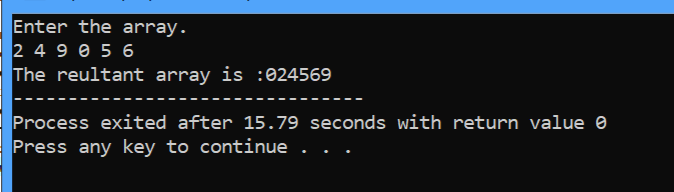 Enter the array.
2 4 9 0 5 6
The reultant array is :024569
--------------------------------
Process exited after 15.79 seconds with return value 0
Press any key to continue . . .